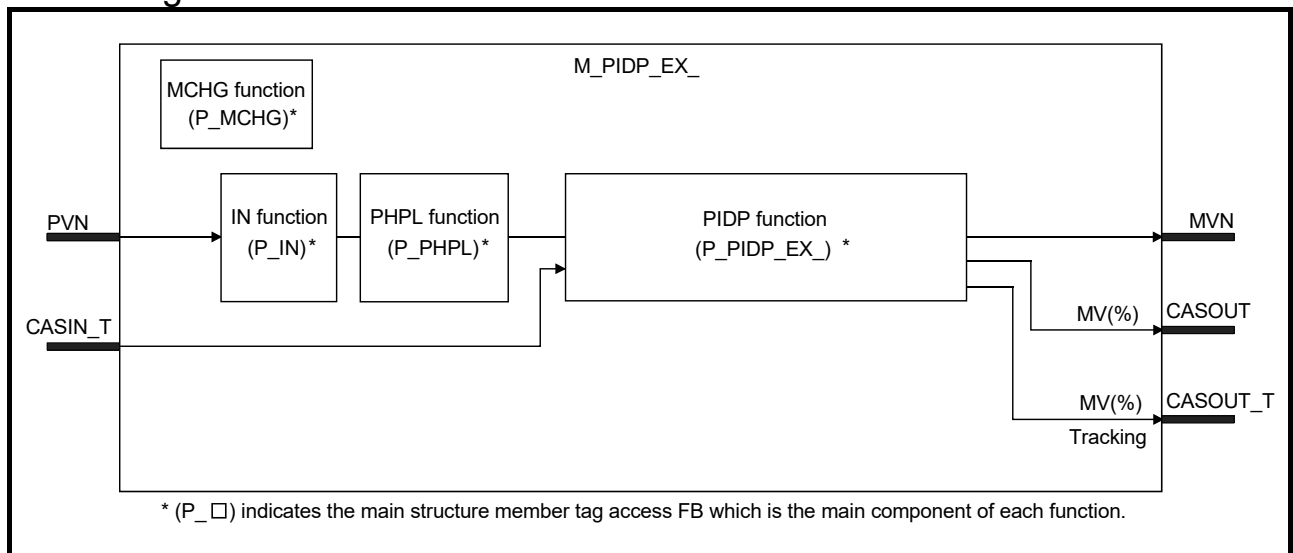 M_PIDP_EX_
MCHG function
(P_MCHG)*
IN function
(P_IN)*
PHPL function
(P_PHPL)*
PIDP function
(P_PIDP_EX_) *
PVN
MVN
CASIN_T
MV(%)
CASOUT
MV(%)
CASOUT_T
Tracking
* (P_ □) indicates the main structure member tag access FB which is the main component of each function.